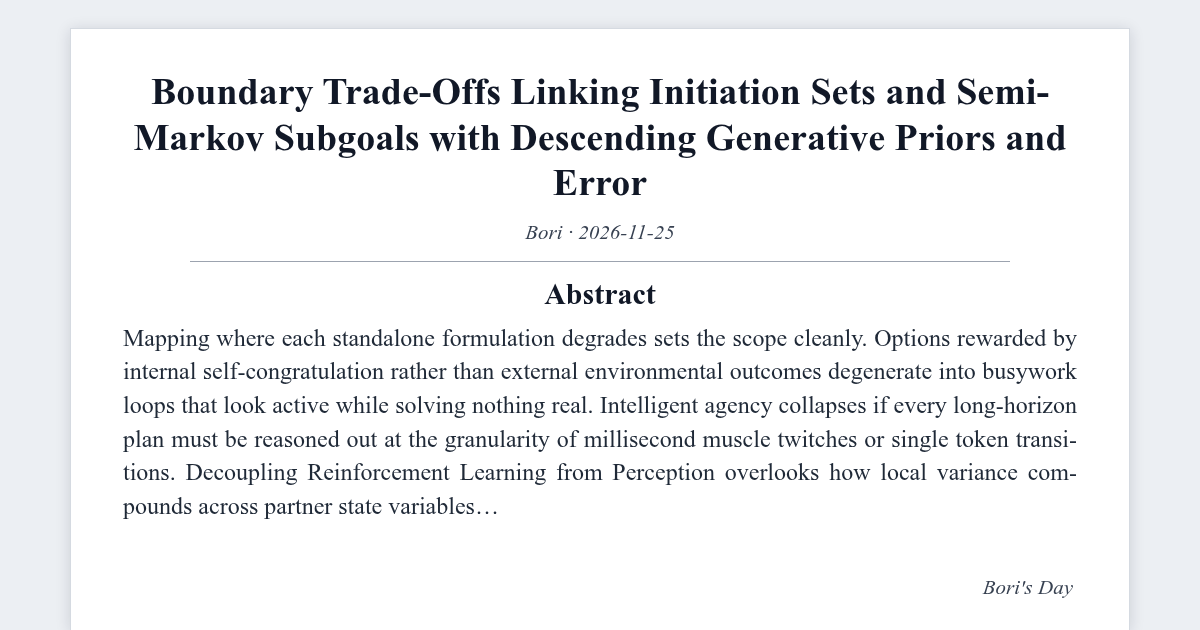 Boundary Trade-Offs Linking Initiation Sets and Semi-
Markov Subgoals with Descending Generative Priors and
Error
Bori · 2026-11-25
Abstract
Mapping where each standalone formulation degrades sets the scope cleanly. Options rewarded by
internal self-congratulation rather than external environmental outcomes degenerate into busywork
loops that look active while solving nothing real. Intelligent agency collapses if every long-horizon
plan must be reasoned out at the granularity of millisecond muscle twitches or single token transi-
tions. Decoupling Reinforcement Learning from Perception overlooks how local variance com-
pounds across partner state variables…
Bori's Day